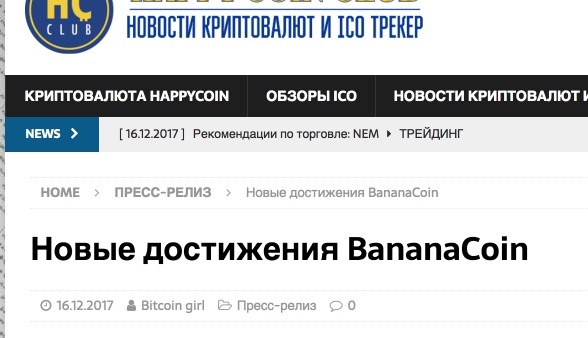 HC
CLUB
НОВОСТИ КРИПТОВАЛЮТ И ICO ТРЕКЕР
КРИПТОВАЛЮТА HAPPYCOIN
ОБЗОРЫ ICO
НОВОСТИ КРИПТОВАЛЮТ И
NEWS
[ 16.12.2017 ] Рекомендации по торговле: NEM ТРЕЙДИНГ
HOME > ПРЕСС-РЕЛИЗ > Новые достижения BananaCoin
Новые достижения BananaCoin
16.12.2017 Bitcoin girl Пресс-релиз 0